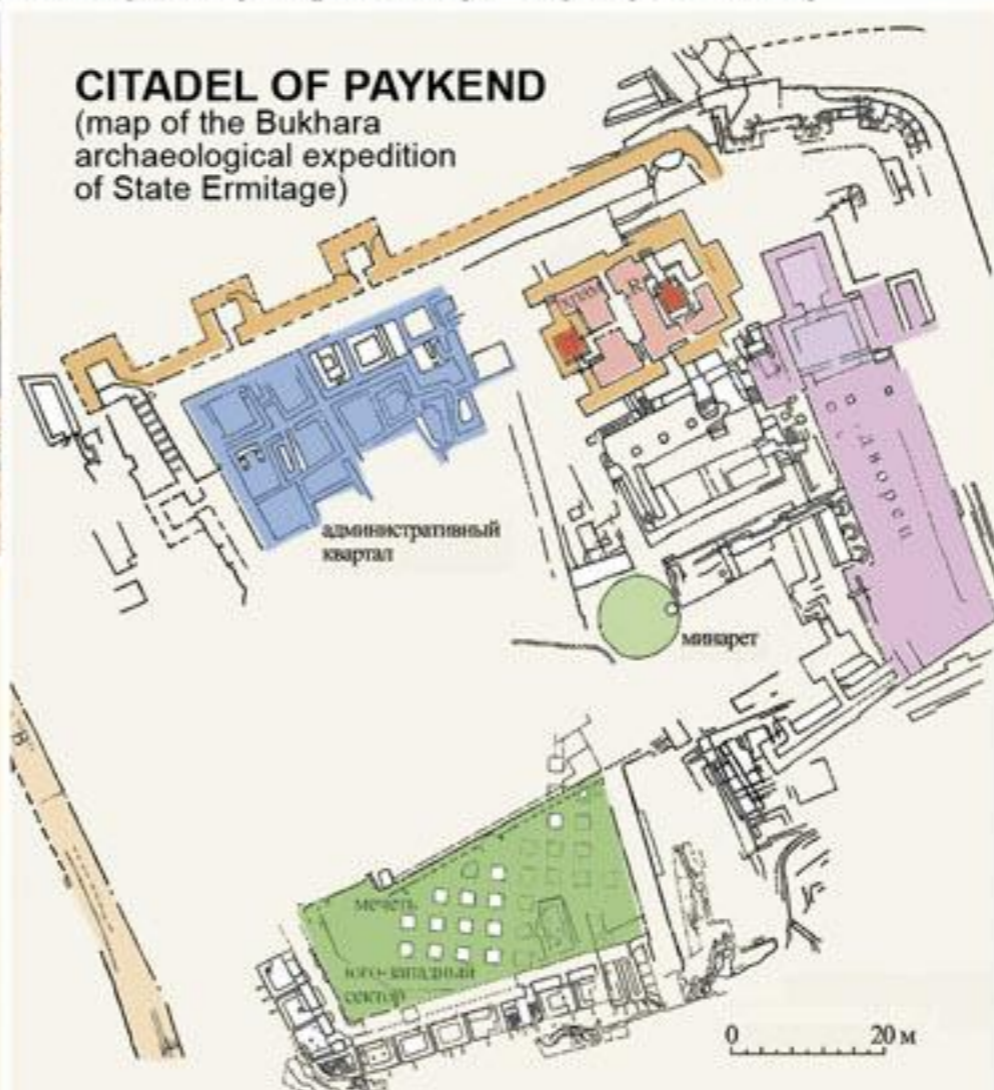 CITADEL OF PAYKEND
(map of the Bukhara
archaeological expedition
of State Ermitage)
храм
административный
квартал
дворец
минарет
"В"
мечеть
юго-западный
сектор
0 20 м